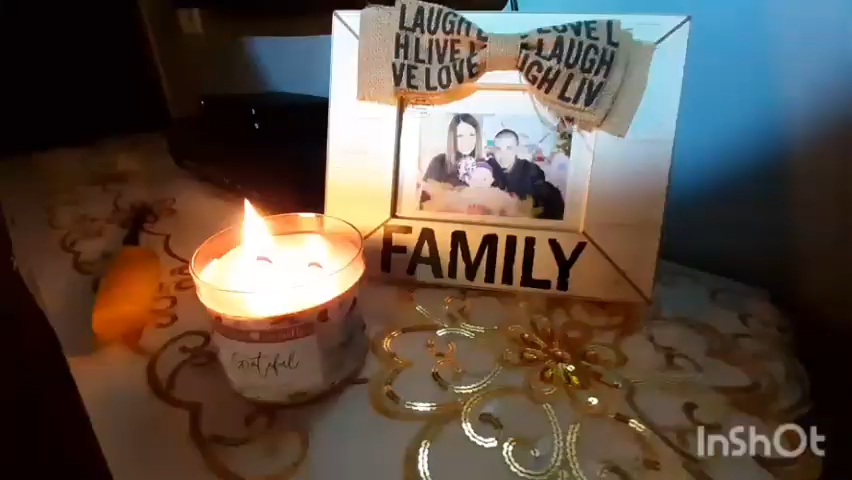 LAUGH
LIVE L
VE LOVE
LOVE L
LAUGH
UGH LIV
FAMILY
grateful
InShOt